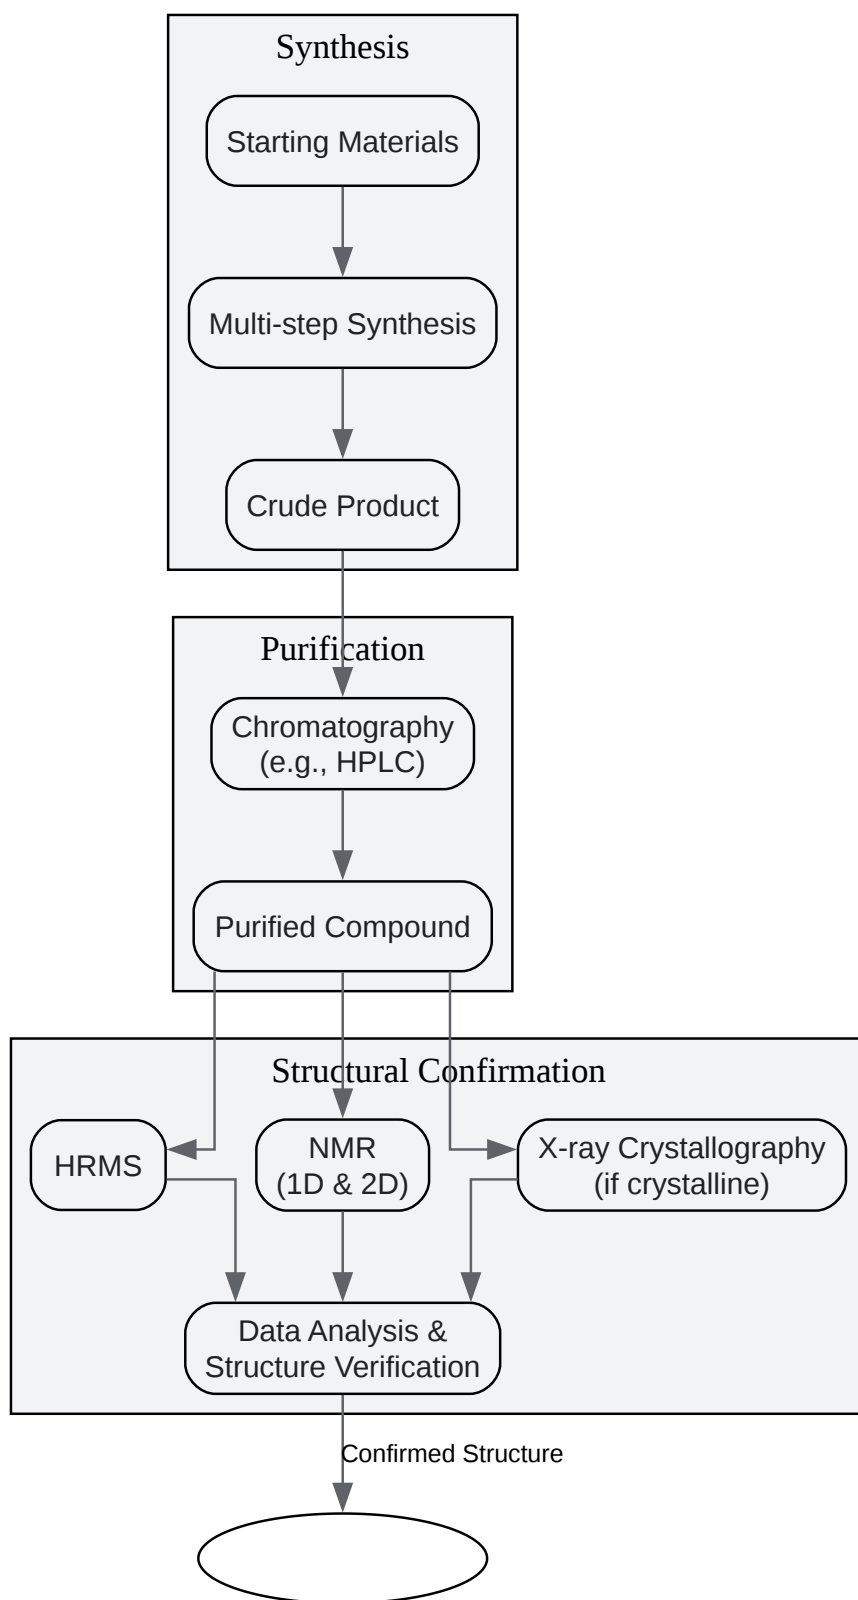 Synthesis
Starting Materials
Multi-step Synthesis
Crude Product
Purification
Chromatography
(e.g., HPLC)
Purified Compound
Structural Confirmation
HRMS
NMR
(1D & 2D)
X-ray Crystallography
(if crystalline)
Data Analysis &
Structure Verification
Confirmed Structure